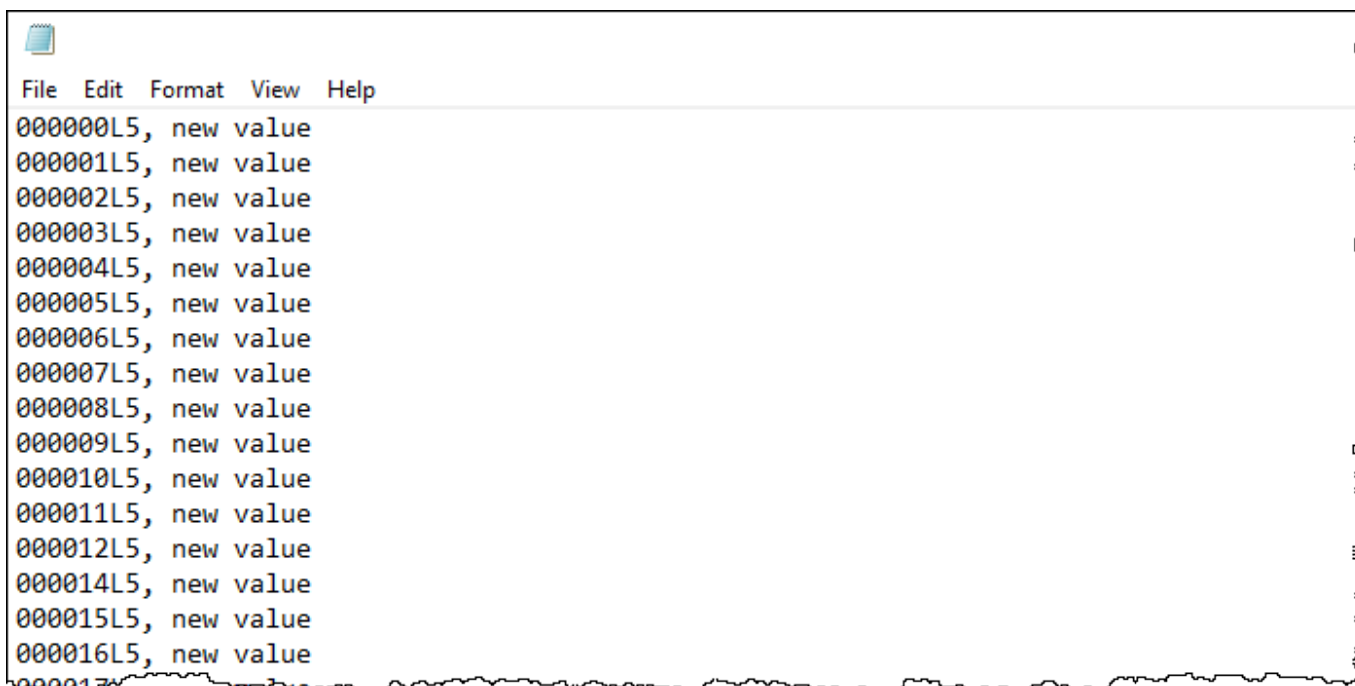 File Edit Format View Help
000000L5, new value
000001L5, new value
000002L5, new value
000003L5, new value
000004L5, new value
000005L5, new value
000006L5, new value
000007L5, new value
000008L5, new value
000009L5, new value
000010L5, new value
000011L5, new value
000012L5, new value
000014L5, new value
000015L5, new value
000016L5, new value